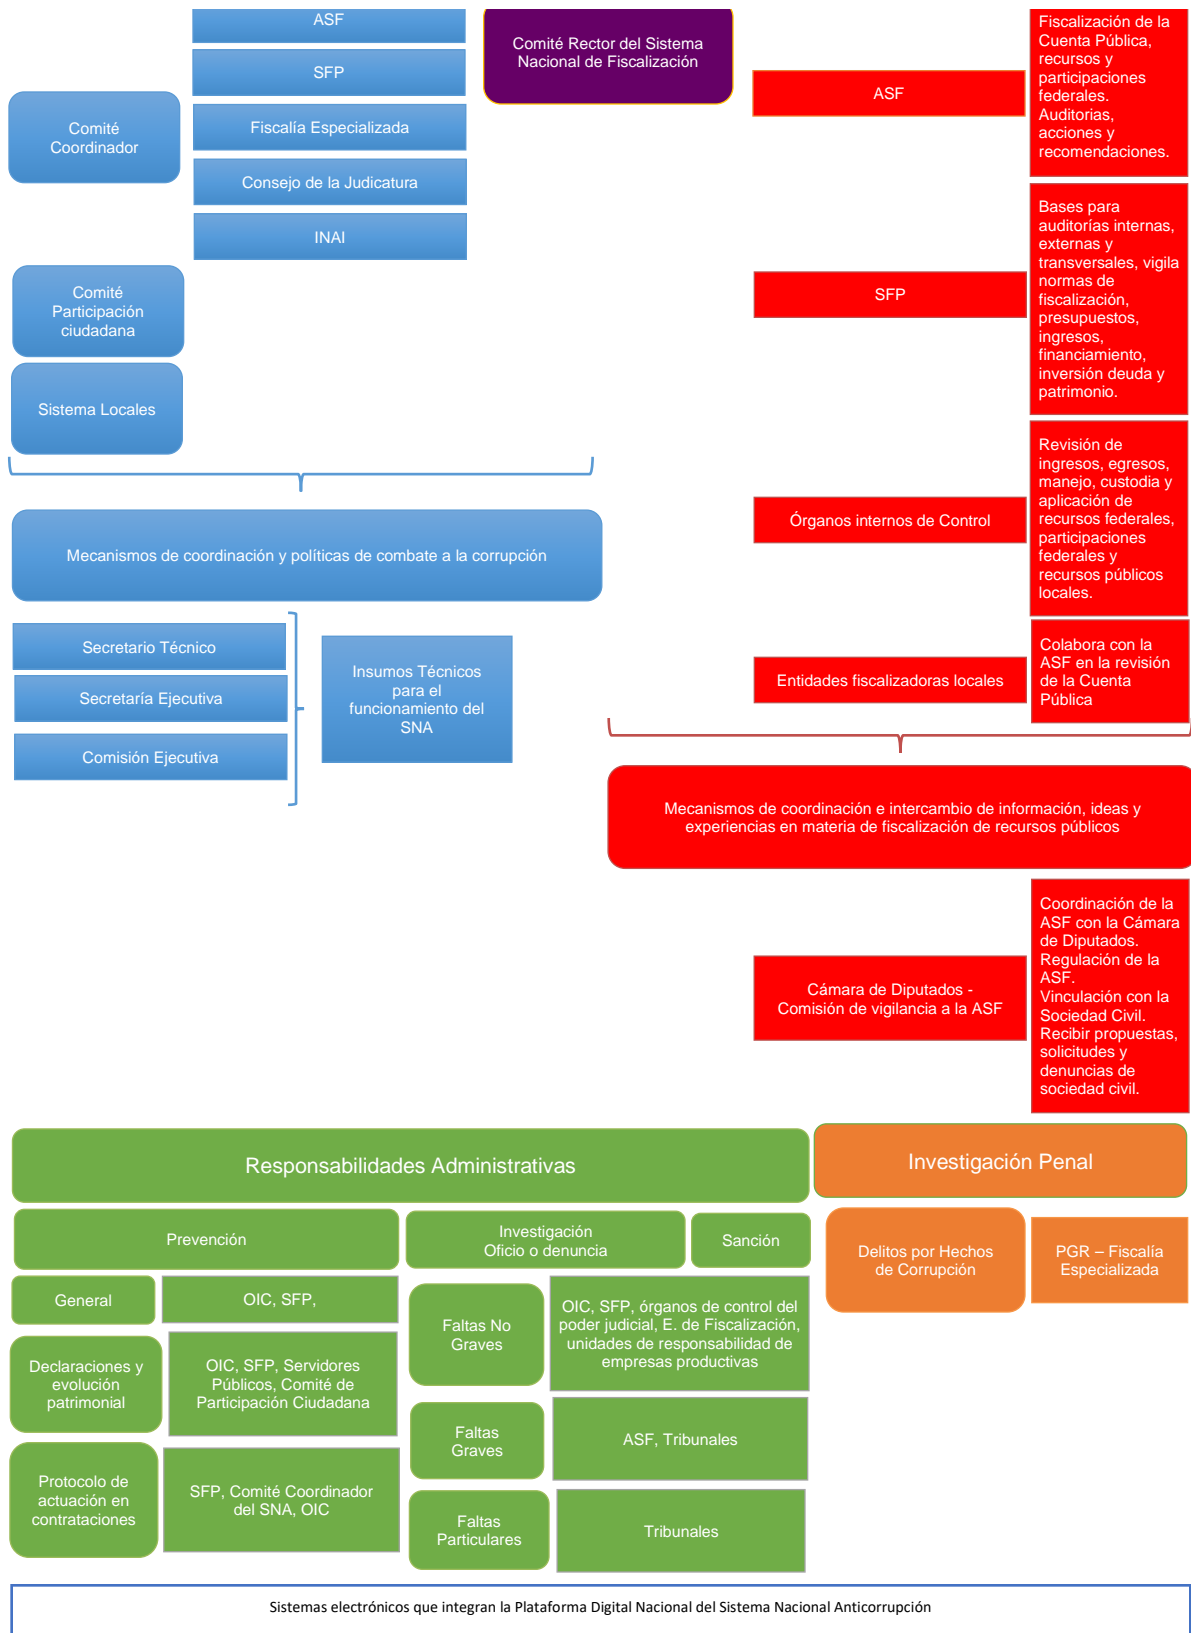 ASF
SFP
Comité
Coordinador
Fiscalía Especializada
Consejo de la Judicatura
INAI
Comité
Participación
ciudadana
Sistema Locales
Mecanismos de coordinación y políticas de combate a la corrupción
Secretario Técnico
Secretaría Ejecutiva
Comisión Ejecutiva
Insumos Técnicos
para el
funcionamiento del
SNA
Comité Rector del Sistema
Nacional de Fiscalización
ASF
Fiscalización de la
Cuenta Pública,
recursos y
participaciones
federales.
Auditorias,
acciones y
recomendaciones.
SFP
Bases para
auditorías internas,
externas y
transversales, vigila
normas de
fiscalización,
presupuestos,
ingresos,
financiamiento,
inversión deuda y
patrimonio.
Órganos internos de Control
Revisión de
ingresos, egresos,
manejo, custodia y
aplicación de
recursos federales,
participaciones
federales y
recursos públicos
locales.
Entidades fiscalizadoras locales
Colabora con la
ASF en la revisión
de la Cuenta
Pública
Mecanismos de coordinación e intercambio de información, ideas y
experiencias en materia de fiscalización de recursos públicos
Cámara de Diputados -
Comisión de vigilancia a la ASF
Coordinación de la
ASF con la Cámara
de Diputados.
Regulación de la
ASF.
Vinculación con la
Sociedad Civil.
Recibir propuestas,
solicitudes y
denuncias de
sociedad civil.
Responsabilidades Administrativas
Prevención
General
OIC, SFP,
Declaraciones y
evolución
patrimonial
OIC, SFP, Servidores
Públicos, Comité de
Participación Ciudadana
Protocolo de
actuación en
contrataciones
SFP, Comité Coordinador
del SNA, OIC
Investigación
Oficio o denuncia
Sanción
Faltas No
Graves
OIC, SFP, órganos de control del
poder judicial, E. de Fiscalización,
unidades de responsabilidad de
empresas productivas
Faltas
Graves
ASF, Tribunales
Faltas
Particulares
Tribunales
Investigación Penal
Delitos por Hechos
de Corrupción
PGR – Fiscalía
Especializada
Sistemas electrónicos que integran la Plataforma Digital Nacional del Sistema Nacional Anticorrupción